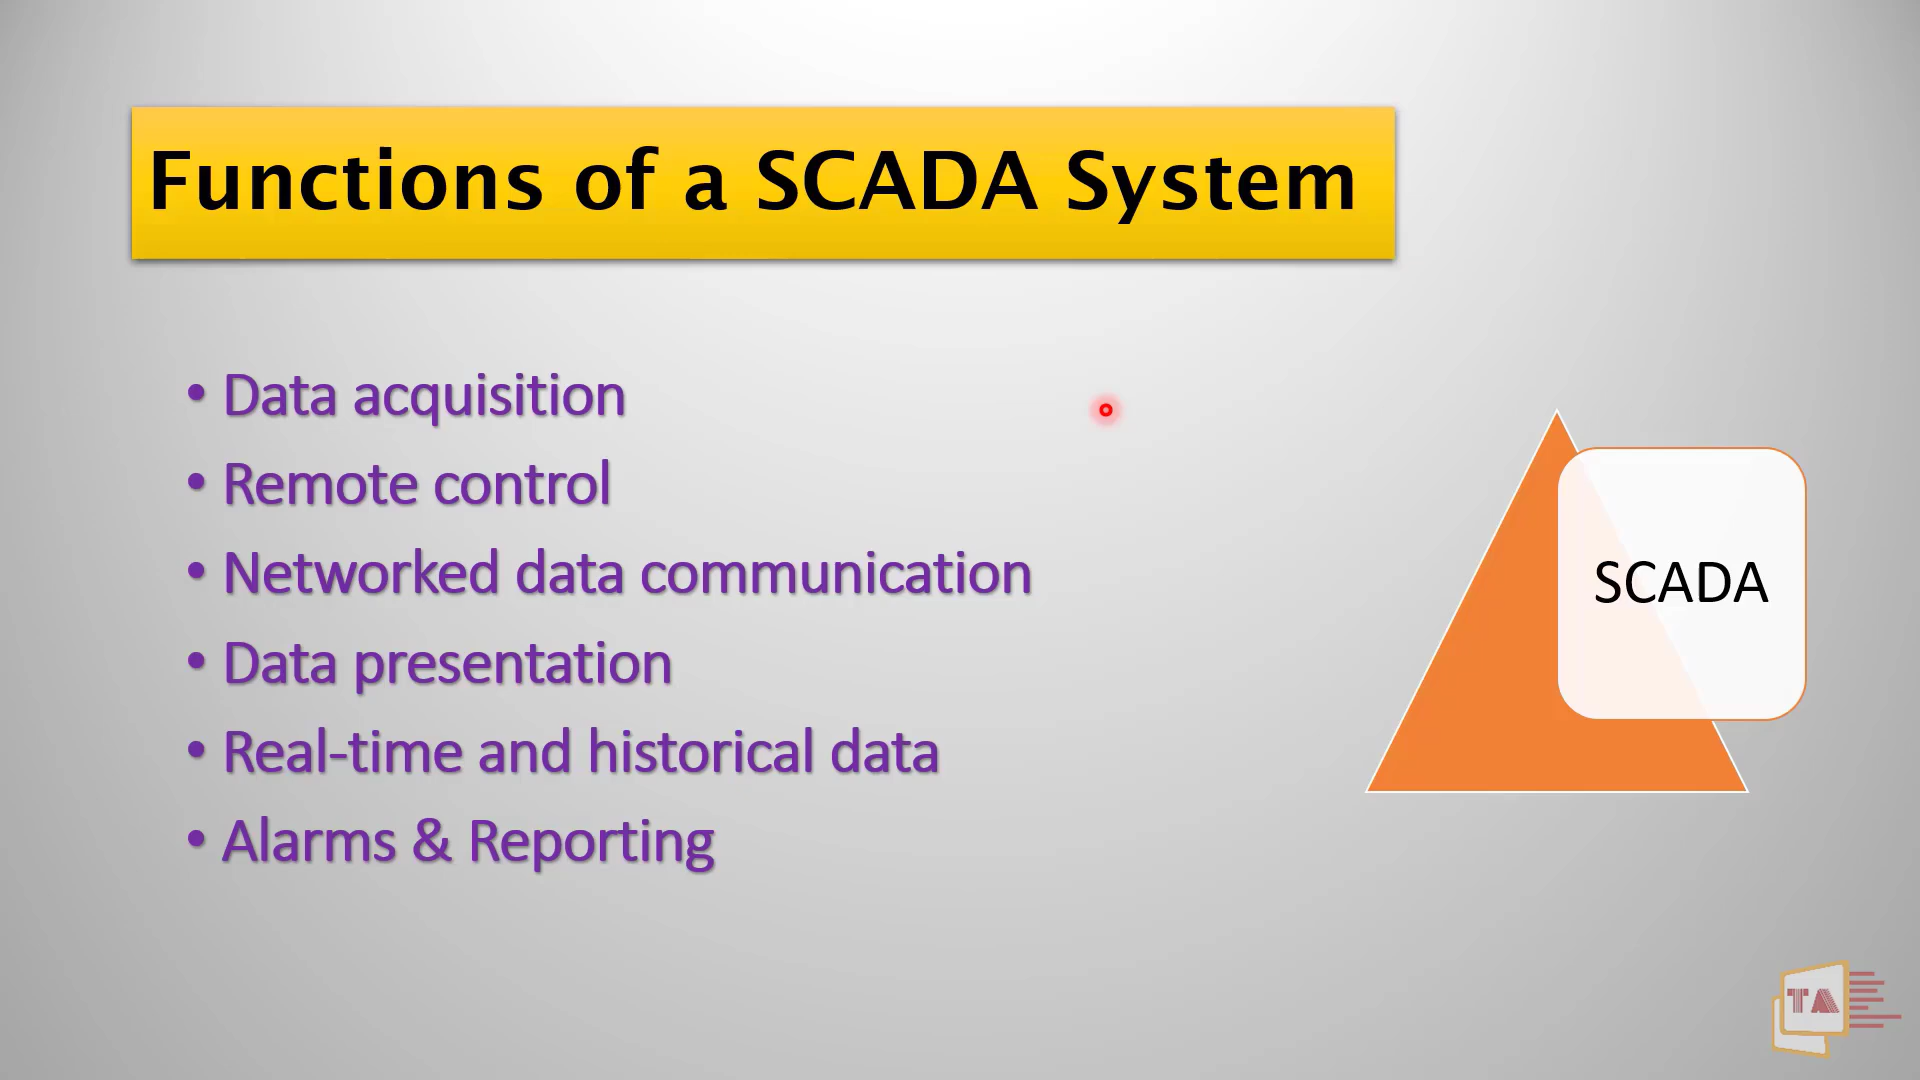 Functions of a SCADA System
• Data acquisition
• Remote control
• Networked data communication
• Data presentation
• Real-time and historical data
• Alarms & Reporting
SCADA
TA